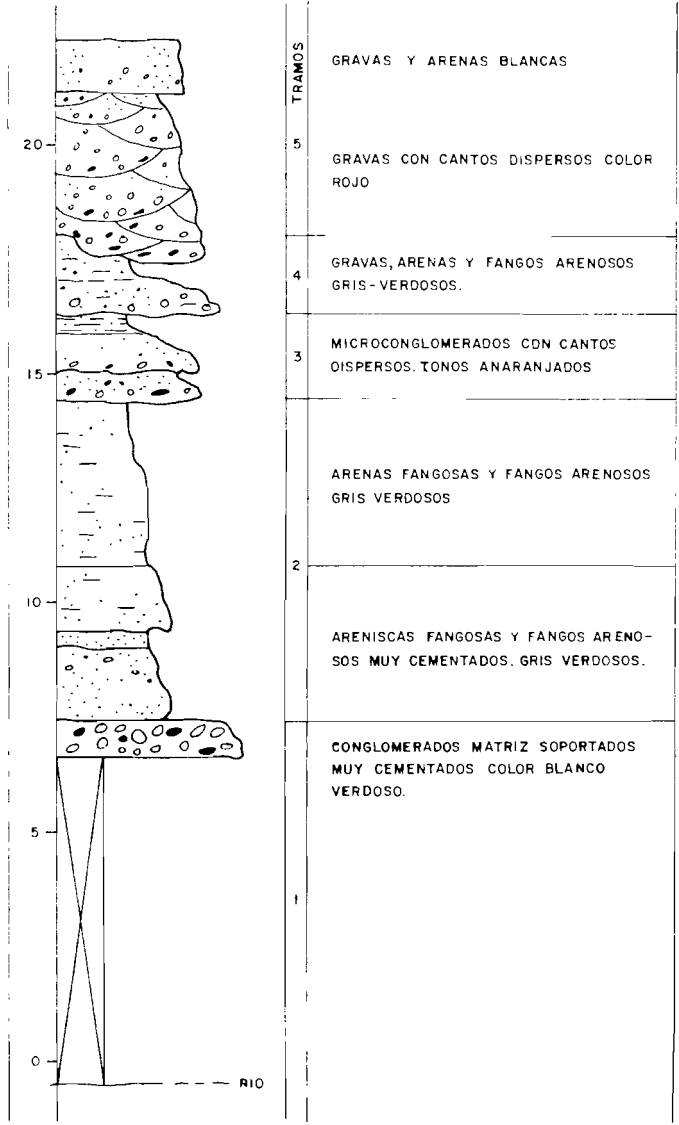 TRAMOS
GRAVAS Y ARENAS BLANCAS
20
5
GRAVAS CON CANTOS DISPERSOS COLOR
ROJO
4
GRAVAS, ARENAS Y FANGOS ARENOSOS
GRIS-VERDOSOS.
3
MICROCONGLOMERADOS CON CANTOS
DISPERSOS. TONOS ANARANJADOS
15
ARENAS FANGOSAS Y FANGOS ARENOSOS
GRIS VERDOSOS
2
10
ARENISCAS FANGOSAS Y FANGOS ARENO-
SOS MUY CEMENTADOS. GRIS VERDOSOS.
CONGLOMERADOS MATRIZ SOPORTADOS
MUY CEMENTADOS COLOR BLANCO
VERDOSO.
5
1
0
RIO